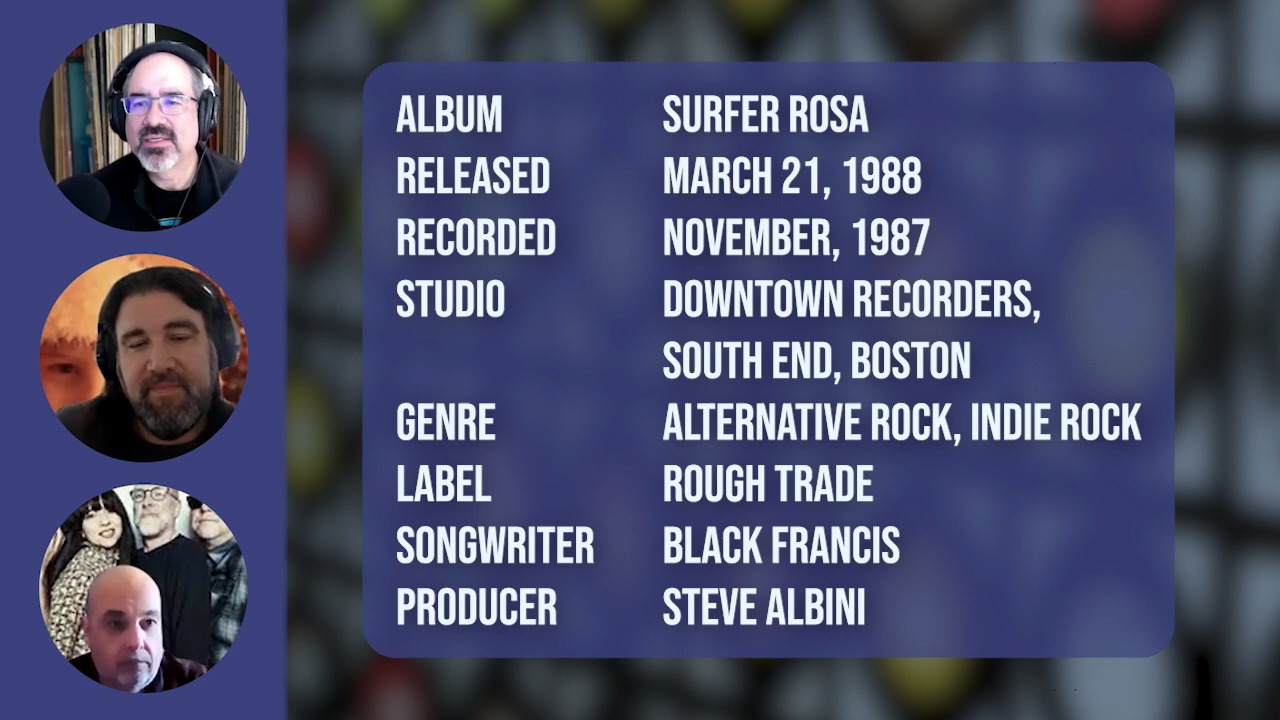 ALBUM SURFER ROSA
RELEASED MARCH 21, 1988
RECORDED NOVEMBER, 1987
STUDIO DOWNTOWN RECORDERS,
SOUTH END, BOSTON
GENRE ALTERNATIVE ROCK, INDIE ROCK
LABEL ROUGH TRADE
SONGWRITER BLACK FRANCIS
PRODUCER STEVE ALBINI